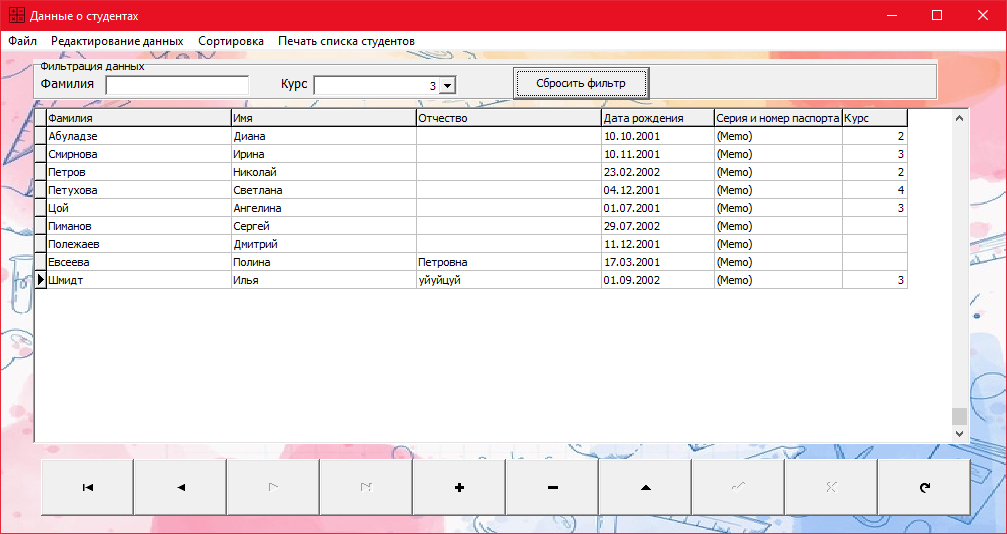 Данные о студентах
Файл Редактирование данных Сортировка Печать списка студентов
Фильтрация данных
Фамилия Курс 3 Сбросить фильтр
Фамилия Имя Отчество Дата рождения Серия и номер паспорта Курс
Абуладзе Диана 10.10.2001 (Memo) 2
Смирнова Ирина 10.11.2001 (Memo) 3
Петров Николай 23.02.2002 (Memo) 2
Петухова Светлана 04.12.2001 (Memo) 4
Цой Ангелина 01.07.2001 (Memo) 3
Пиманов Сергей 29.07.2002 (Memo)
Полежаев Дмитрий 11.12.2001 (Memo)
Евсеева Полина Петровна 17.03.2001 (Memo)
Шмидт Илья уйуйцуй 01.09.2002 (Memo) 3